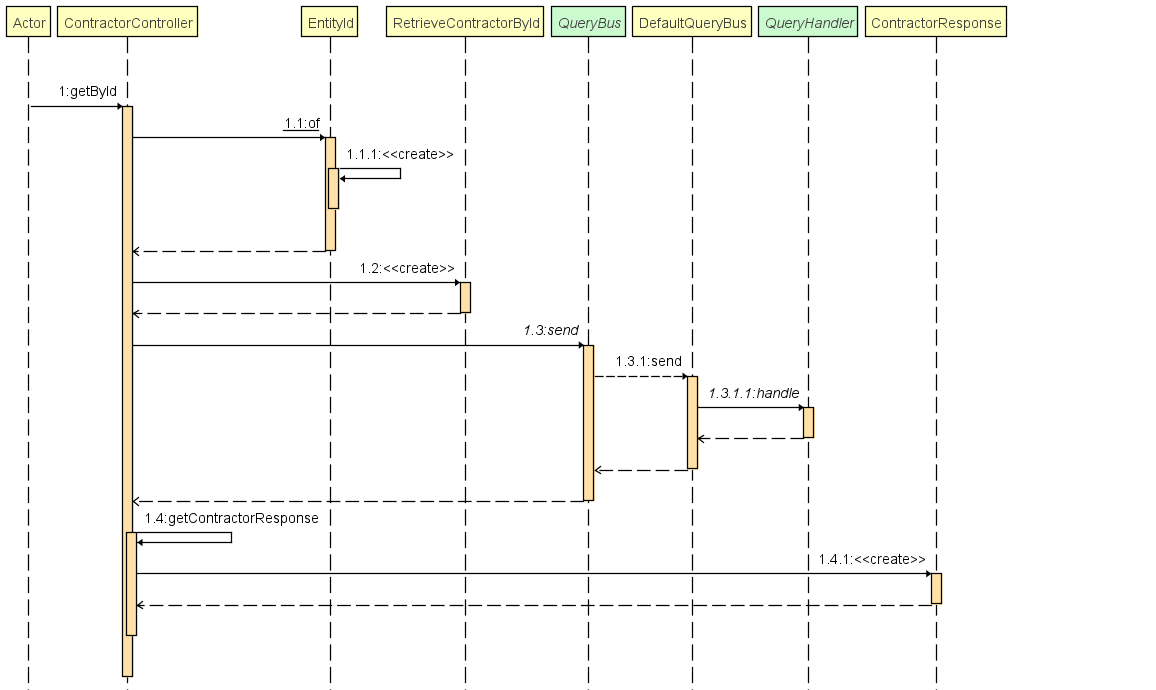 Actor
ContractorController
EntityId
RetrieveContractorById
QueryBus
DefaultQueryBus
QueryHandler
ContractorResponse
1:getById
1.1:of
1.1.1:<<create>>
1.2:<<create>>
1.3:send
1.3.1:send
1.3.1.1:handle
1.4:getContractorResponse
1.4.1:<<create>>